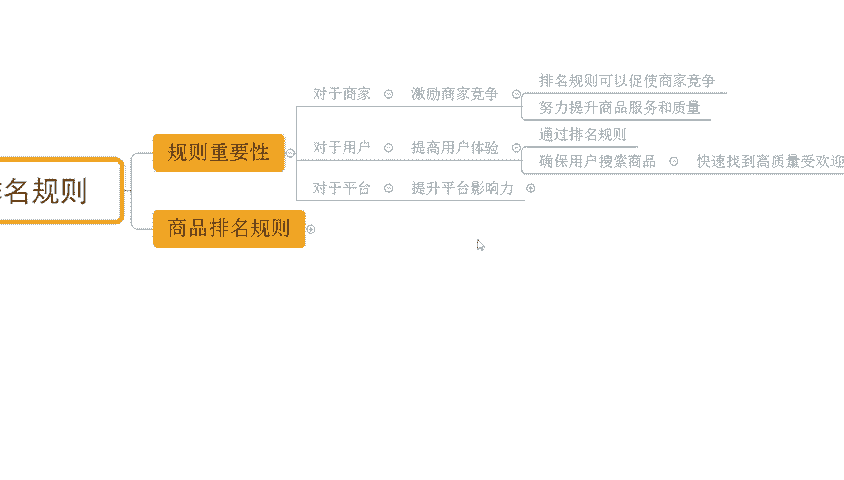 名规则
规则重要性
对于商家
激励商家竞争
排名规则可以促使商家竞争
努力提升商品服务和质量
对于用户
提高用户体验
通过排名规则
确保用户搜索商品
快速找到高质量受欢迎
对于平台
提升平台影响力
商品排名规则